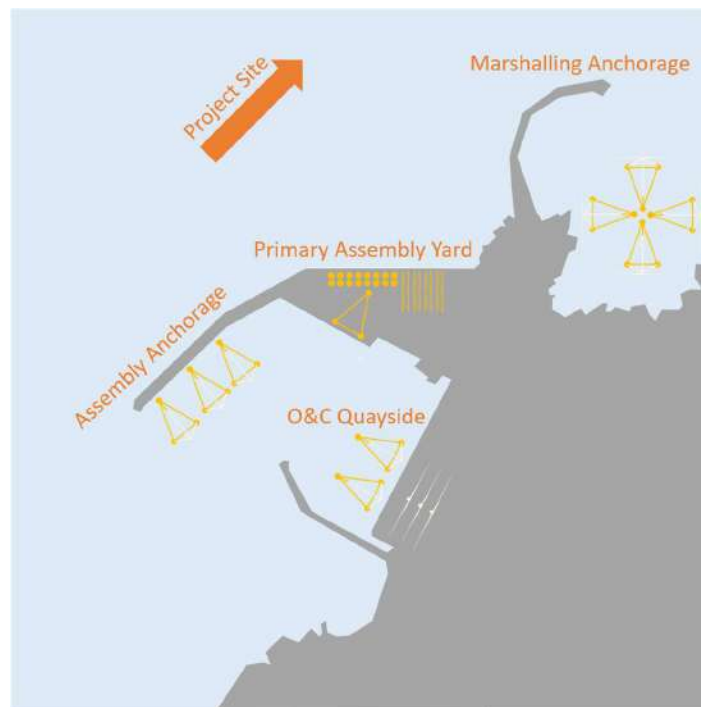 Project Site
Marshalling Anchorage
Primary Assembly Yard
Assembly Anchorage
O&C Quayside